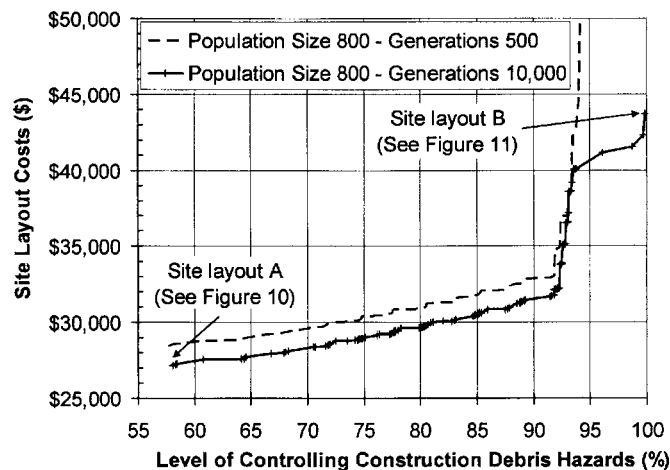 $50,000
Population Size 800 - Generations 500
Population Size 800 - Generations 10,000
$45,000
Site layout B
(See Figure 11)
$40,000
Site Layout Costs ($)
$35,000
Site layout A
(See Figure 10)
$30,000
$25,000
55 60 65 70 75 80 85 90 95 100
Level of Controlling Construction Debris Hazards (%)